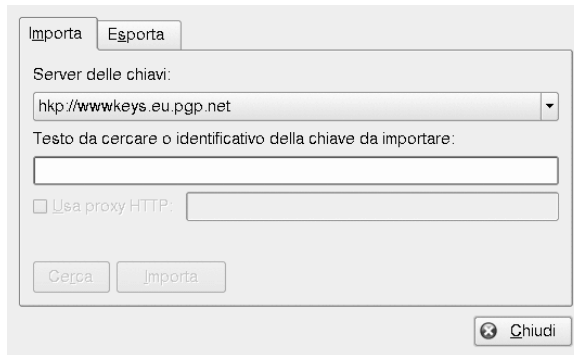 Importa Esporta
Server delle chiavi:
hkp://wwwkeys.eu.pgp.net
Testo da cercare o identificativo della chiave da importare:
Usa proxy HTTP:
Cerca Importa
Chiudi